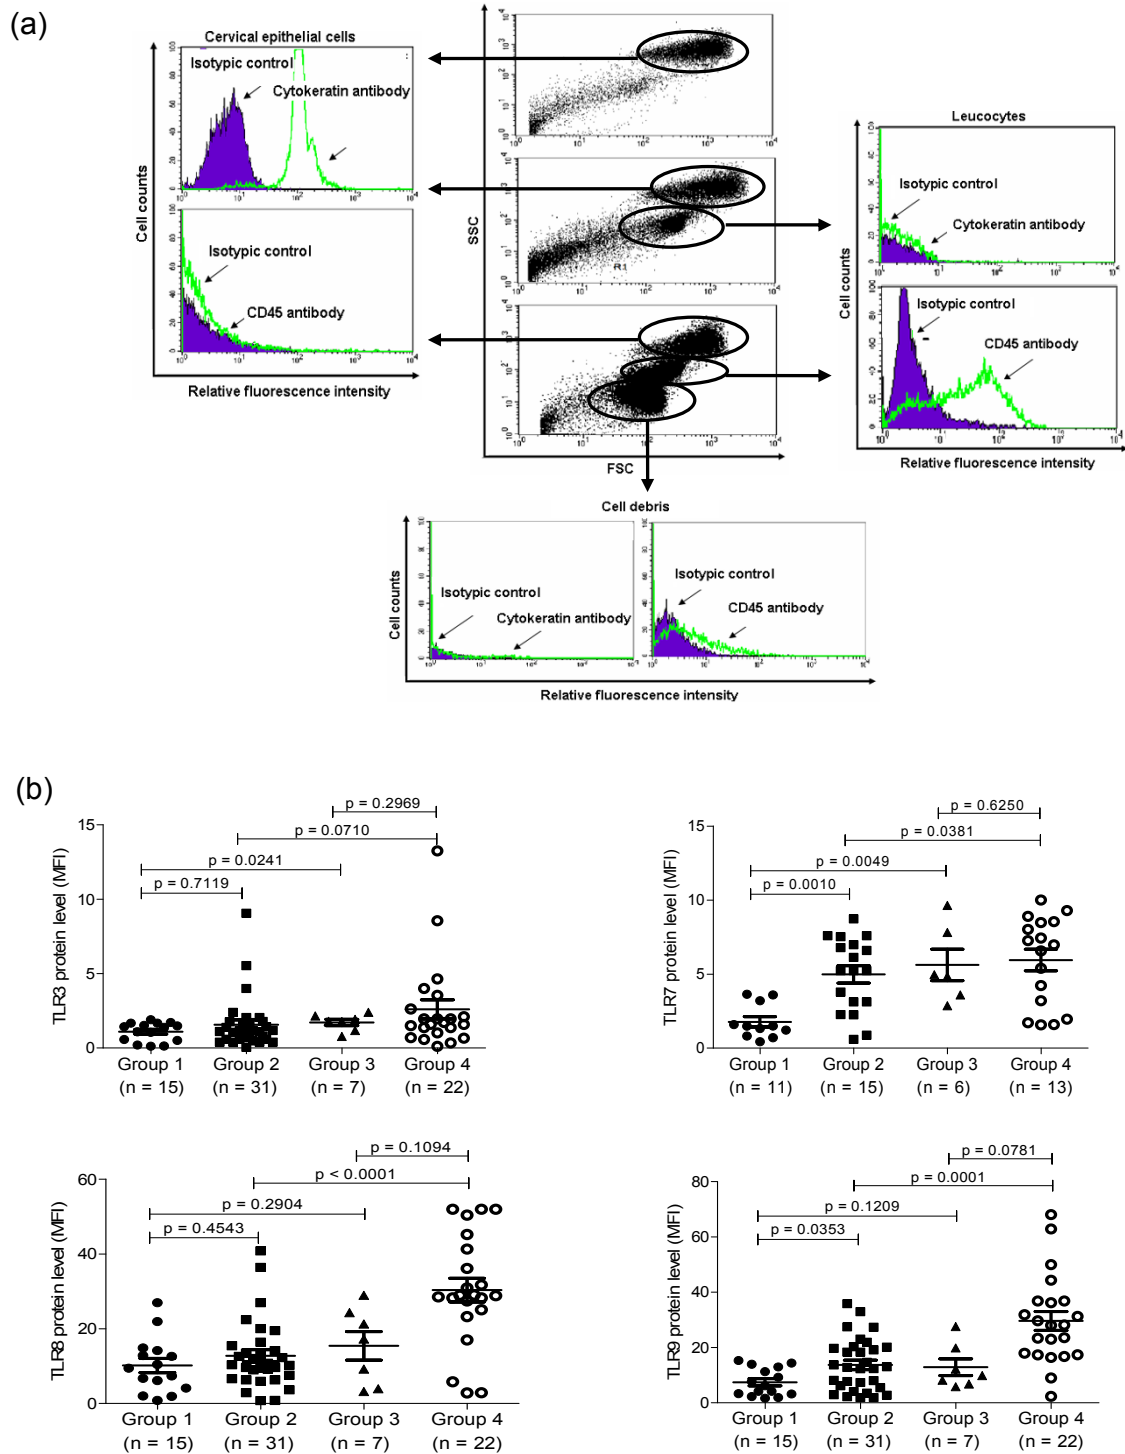 (a)
Cervical epithelial cells
Isotypic control
Cytokeratin antibody
Cell counts
Isotypic control
CD45 antibody
Relative fluorescence intensity
SSC
R1
FSC
Leucocytes
Isotypic control
Cytokeratin antibody
Cell counts
Isotypic control
CD45 antibody
Relative fluorescence intensity
Cell debris
Cell counts
Isotypic control
Cytokeratin antibody
Isotypic control
CD45 antibody
Relative fluorescence intensity
(b)
p = 0.2969
p = 0.0710
p = 0.0241
p = 0.7119
TLR3 protein level (MFI)
15
10
5
0
Group 1 Group 2 Group 3 Group 4
(n = 15) (n = 31) (n = 7) (n = 22)
p = 0.6250
p = 0.0381
p = 0.0049
p = 0.0010
TLR7 protein level (MFI)
15
10
5
0
Group 1 Group 2 Group 3 Group 4
(n = 11) (n = 15) (n = 6) (n = 13)
p = 0.1094
p < 0.0001
p = 0.2904
p = 0.4543
TLR8 protein level (MFI)
60
40
20
0
Group 1 Group 2 Group 3 Group 4
(n = 15) (n = 31) (n = 7) (n = 22)
p = 0.0781
p = 0.0001
p = 0.1209
p = 0.0353
TLR9 protein level (MFI)
80
60
40
20
0
Group 1 Group 2 Group 3 Group 4
(n = 15) (n = 31) (n = 7) (n = 22)